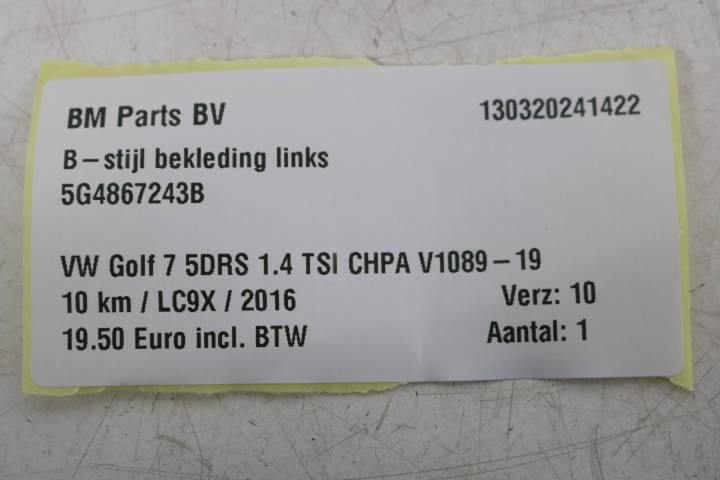 BM Parts BV 130320241422
B-stijl bekleding links
5G4867243B
VW Golf 7 5DRS 1.4 TSI CHPA V1089-19
10 km / LC9X / 2016 Verz: 10
19.50 Euro incl. BTW Aantal: 1